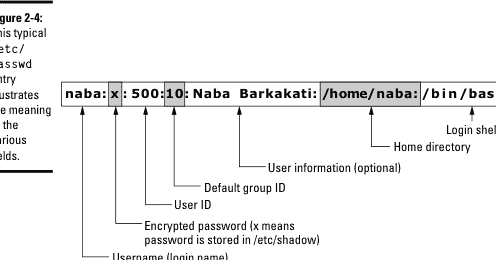 gure 2-4:
his typical
etc/
asswd
ntry
ustrates
e meaning
the
arious
elds.
naba:x:500:10:Naba Barkakati:/home/naba:/bin/bas
Login shel
Home directory
User information (optional)
Default group ID
User ID
Encrypted password (x means
password is stored in /etc/shadow)
Username (login name)